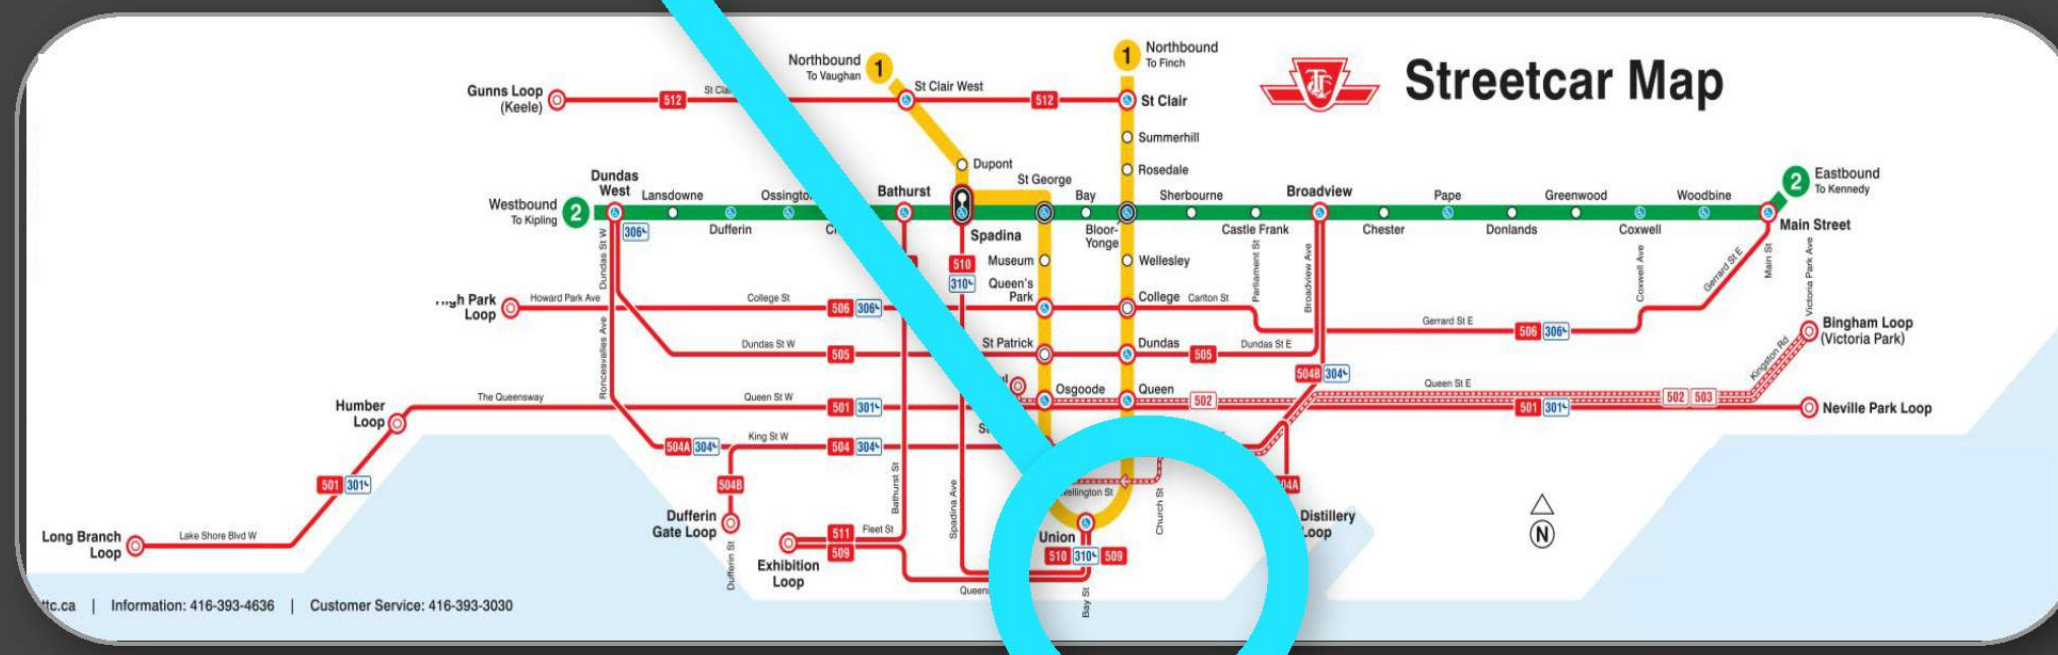 Streetcar Map
1
Northbound
To Vaughan
1
Northbound
To Finch
Gunns Loop
(Keele)
512
St Clair West
512
St Clair
Summerhill
Rosedale
Dupont
St George
Dundas
West
Westbound
To Kipling
2
Lansdowne
Dufferin
Bathurst
Spadina
Bay
Bloor-
Yonge
Sherbourne
Castle Frank
Broadview
Chester
Pape
Donlands
Greenwood
Coxwell
Woodbine
Main Street
2
Eastbound
To Kennedy
306
Dundas St W
510
310
Museum
Queen's
Park
Wellesley
Parliament St
Broadview Ave
Coxwell Ave
Gerrard St E
Main St
Victoria Park Ave
Park
Loop
Howard Park Ave
College St
506 306
College
Carlton St
Gerrard St E
506 306
Bingham Loop
(Victoria Park)
Roncesvalles Ave
Dundas St W
505
St Patrick
Dundas
505
Dundas St E
504B 304
Kingston Rd
Osgoode
Queen
502
Queen St E
502 503
Humber
Loop
The Queensway
Queen St W
501 301
501 301
Neville Park Loop
504A 304
King St W
504 304
501 301
504B
Bathurst St
Spadina Ave
Church St
Dufferin
Gate Loop
Dufferin St
Distillery
Long Branch
Loop
Lake Shore Blvd W
511
Fleet St
509
Exhibition
Loop
Union
510 310 509
Bay St
N
Information: 416-393-4636 | Customer Service: 416-393-3030